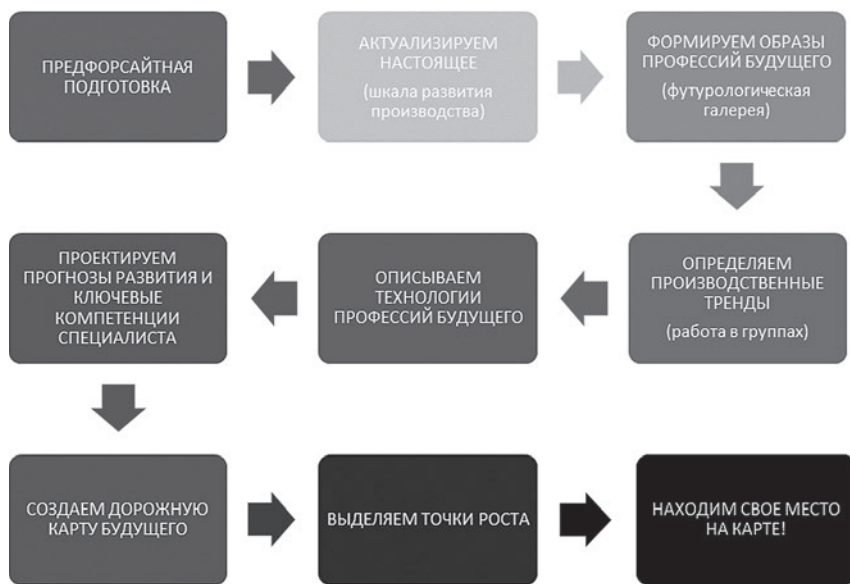 ПРЕДФОРСАЙТНАЯ
ПОДГОТОВКА
АКТУАЛИЗИРУЕМ
НАСТОЯЩЕЕ
(шкала развития
производства)
ФОРМИРУЕМ ОБРАЗЫ
ПРОФЕССИЙ БУДУЩЕГО
(футурологическая
галерея)
ОПРЕДЕЛЯЕМ
ПРОИЗВОДСТВЕННЫЕ
ТРЕНДЫ
(работа в группах)
ОПИСЫВАЕМ
ТЕХНОЛОГИИ
ПРОФЕССИЙ БУДУЩЕГО
ПРОЕКТИРУЕМ
ПРОГНОЗЫ РАЗВИТИЯ И
КЛЮЧЕВЫЕ
КОМПЕТЕНЦИИ
СПЕЦИАЛИСТА
СОЗДАЕМ ДОРОЖНУЮ
КАРТУ БУДУЩЕГО
ВЫДЕЛЯЕМ ТОЧКИ РОСТА
НАХОДИМ СВОЕ МЕСТО
НА КАРТЕ!